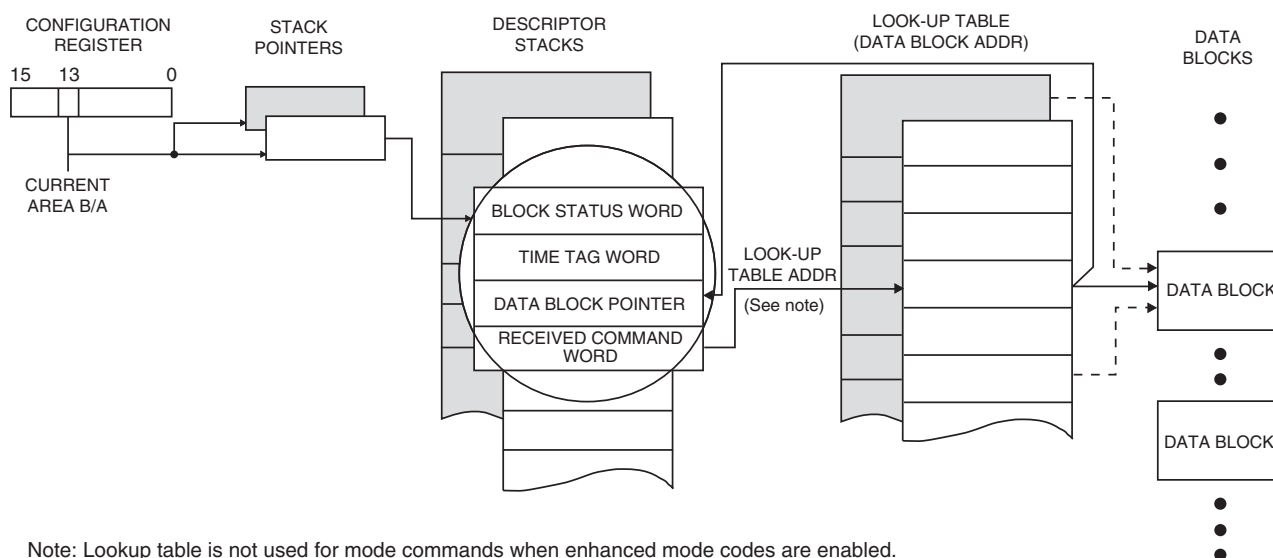 CONFIGURATION
REGISTER
15 13 0
CURRENT
AREA B/A
STACK
POINTERS
DESCRIPTOR
STACKS
BLOCK STATUS WORD
TIME TAG WORD
DATA BLOCK POINTER
RECEIVED COMMAND
WORD
LOOK-UP
TABLE ADDR
(See note)
LOOK-UP TABLE
(DATA BLOCK ADDR)
DATA
BLOCKS
DATA BLOCK
DATA BLOCK
Note: Lookup table is not used for mode commands when enhanced mode codes are enabled.